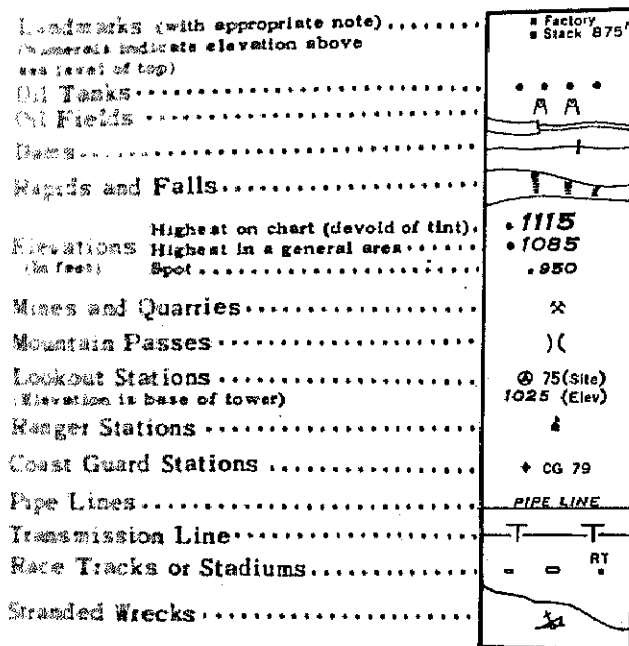 Landmarks (with appropriate note) ........ ▪ Factory
(Numerals indicate elevation above ▪ Stack 875'
sea level of top)
Oil Tanks
Oil Fields
Dams
Rapids and Falls
Highest on chart (devoid of tint). 1115
Elevations Highest in a general area 1085
(In feet) Spot 950
Mines and Quarries
Mountain Passes
Lookout Stations 75 (Site)
(Elevation is base of tower) 1025 (Elev)
Ranger Stations
Coast Guard Stations CG 79
Pipe Lines PIPE LINE
Transmission Line
Race Tracks or Stadiums RT
Stranded Wrecks